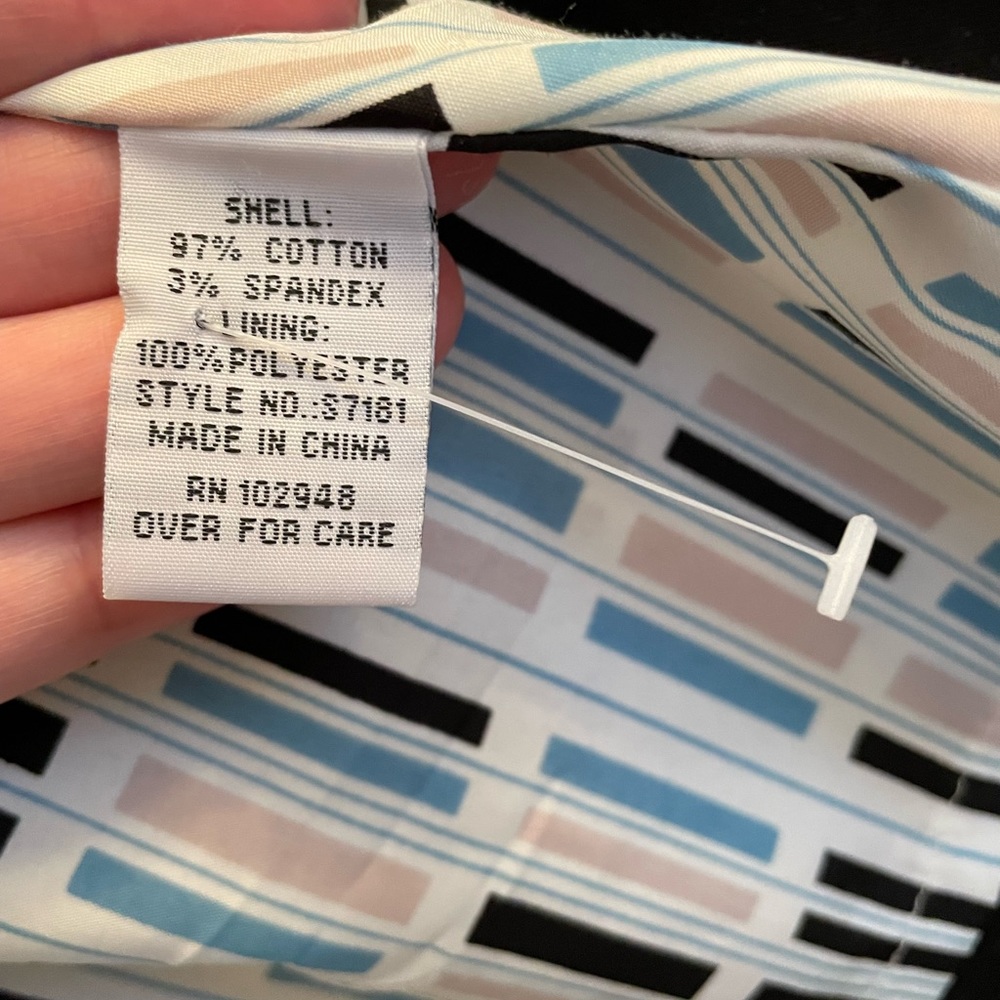 SHELL:
97% COTTON
3% SPANDEX
LINING:
100%POLYESTER
STYLE NO.:S7181
MADE IN CHINA
RN 102948
OVER FOR CARE